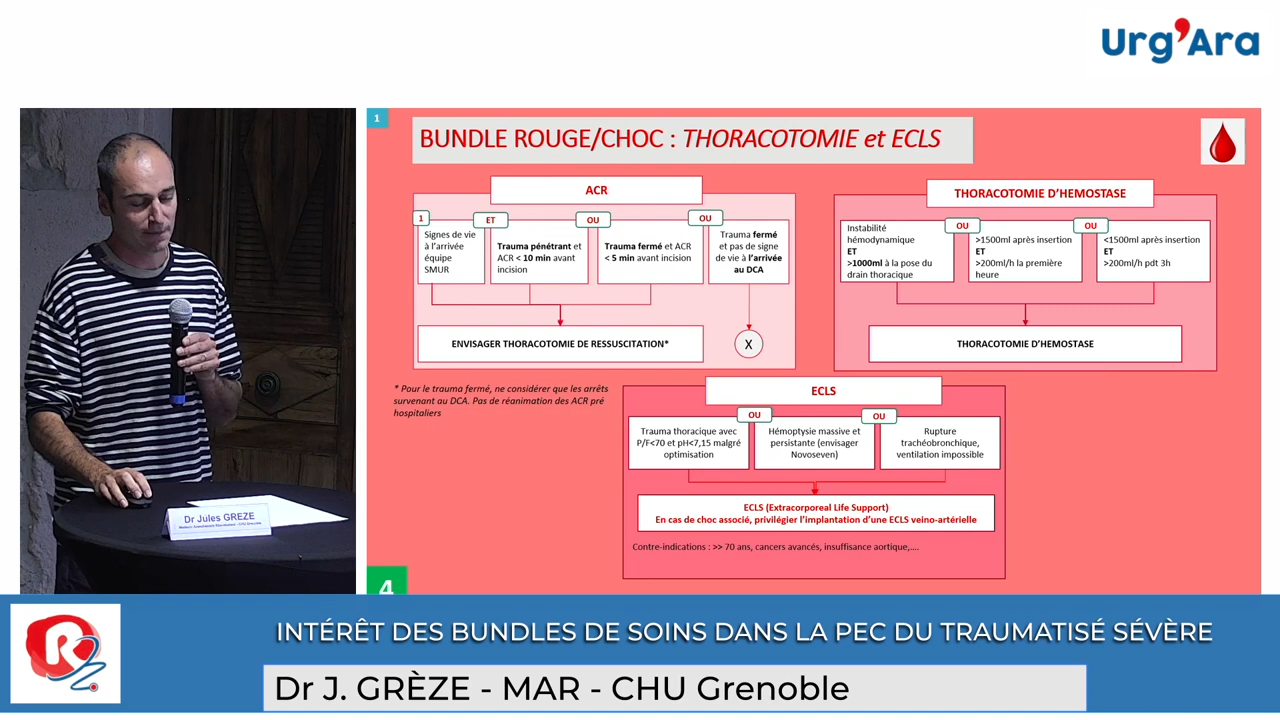 Urg'Ara
1
BUNDLE ROUGE/CHOC : THORACOTOMIE et ECLS
ACR
1
ET
OU
OU
Signes de vie
à l'arrivée
équipe
SMUR
Trauma pénétrant et
ACR < 10 min avant
incision
Trauma fermé et ACR
< 5 min avant incision
Trauma fermé
et pas de signe
de vie à l'arrivée
au DCA
ENVISAGER THORACOTOMIE DE RESSUSCITATION*
X
* Pour le trauma fermé, ne considérer que les arrêts
survenant au DCA. Pas de réanimation des ACR pré
hospitaliers
THORACOTOMIE D'HEMOSTASE
OU
OU
Instabilité
hémodynamique
ET
>1000ml à la pose du
drain thoracique
>1500ml après insertion
ET
>200ml/h la première
heure
<1500ml après insertion
ET
>200ml/h pdt 3h
THORACOTOMIE D'HEMOSTASE
ECLS
OU
OU
Trauma thoracique avec
P/F<70 et pH<7,15 malgré
optimisation
Hémoptysie massive et
persistante (envisager
Novoseven)
Rupture
trachéobronchique,
ventilation impossible
ECLS (Extracorporeal Life Support)
En cas de choc associé, privilégier l'implantation d'une ECLS veino-artérielle
Contre-indications : >> 70 ans, cancers avancés, insuffisance aortique,....
4
Dr Jules GREZE
R
INTÉRÊT DES BUNDLES DE SOINS DANS LA PEC DU TRAUMATISÉ SÉVÈRE
Dr J. GRÈZE - MAR - CHU Grenoble